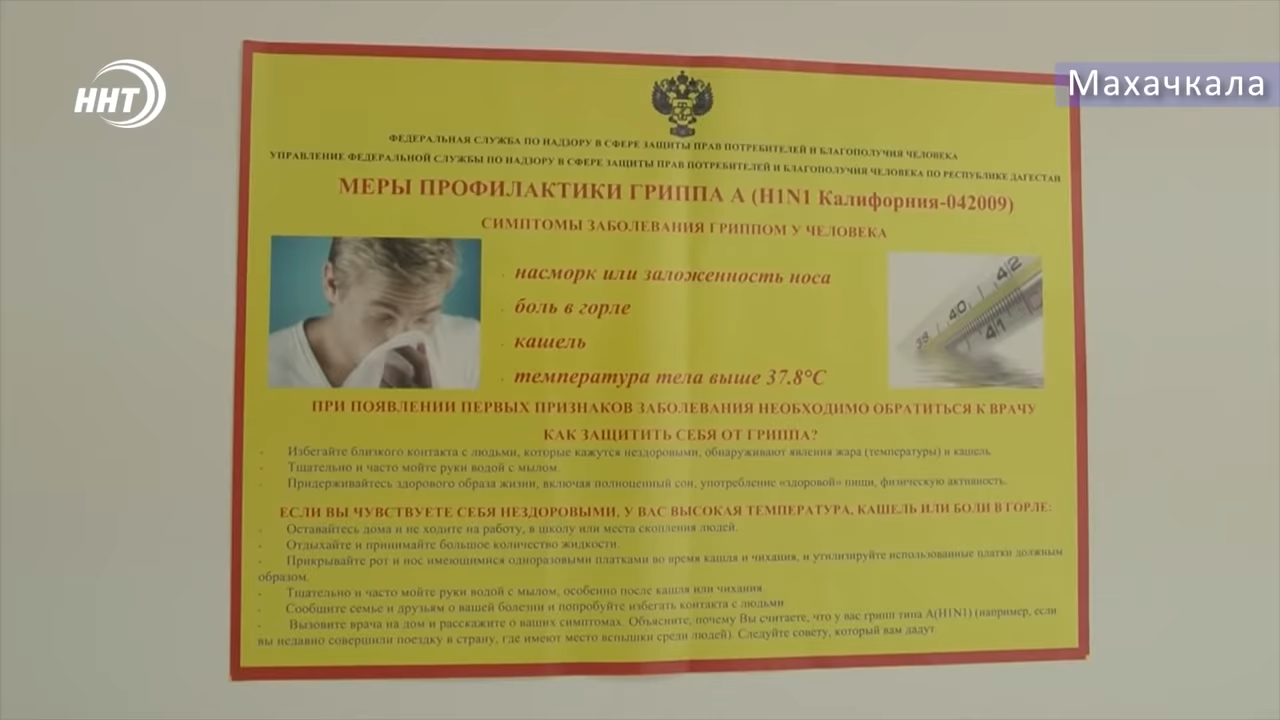 ННТ
Махачкала
ФЕДЕРАЛЬНАЯ СЛУЖБА ПО НАДЗОРУ В СФЕРЕ ЗАЩИТЫ ПРАВ ПОТРЕБИТЕЛЕЙ И БЛАГОПОЛУЧИЯ ЧЕЛОВЕКА
УПРАВЛЕНИЕ ФЕДЕРАЛЬНОЙ СЛУЖБЫ ПО НАДЗОРУ В СФЕРЕ ЗАЩИТЫ ПРАВ ПОТРЕБИТЕЛЕЙ И БЛАГОПОЛУЧИЯ ЧЕЛОВЕКА ПО РЕСПУБЛИКЕ ДАГЕСТАН
МЕРЫ ПРОФИЛАКТИКИ ГРИППА А (H1N1 Калифорния-042009)
СИМПТОМЫ ЗАБОЛЕВАНИЯ ГРИППОМ У ЧЕЛОВЕКА
насморк или заложенность носа
боль в горле
кашель
температура тела выше 37.8°С
39 40 41 42
ПРИ ПОЯВЛЕНИИ ПЕРВЫХ ПРИЗНАКОВ ЗАБОЛЕВАНИЯ НЕОБХОДИМО ОБРАТИТЬСЯ К ВРАЧУ
КАК ЗАЩИТИТЬ СЕБЯ ОТ ГРИППА?
- Избегайте близкого контакта с людьми, которые кажутся нездоровыми, обнаруживают явления жара (температуры) и кашель
- Тщательно и часто мойте руки водой с мылом.
- Придерживайтесь здорового образа жизни, включая полноценный сон, употребление «здоровой» пищи, физическую активность.
ЕСЛИ ВЫ ЧУВСТВУЕТЕ СЕБЯ НЕЗДОРОВЫМИ, У ВАС ВЫСОКАЯ ТЕМПЕРАТУРА, КАШЕЛЬ ИЛИ БОЛИ В ГОРЛЕ:
- Оставайтесь дома и не ходите на работу, в школу или места скопления людей.
- Отдыхайте и принимайте большое количество жидкости.
- Прикрывайте рот и нос имеющимися одноразовыми платками во время кашля и чихания, и утилизируйте использованные платки должным
образом.
- Тщательно и часто мойте руки водой с мылом, особенно после кашля или чихания
- Сообщите семье и друзьям о вашей болезни и попробуйте избегать контакта с людьми
- Вызовите врача на дом и расскажите о ваших симптомах. Объясните, почему Вы считаете, что у вас грипп типа А(H1N1) (например, если
вы недавно совершили поездку в страну, где имеют место вспышки среди людей). Следуйте совету, который вам дадут